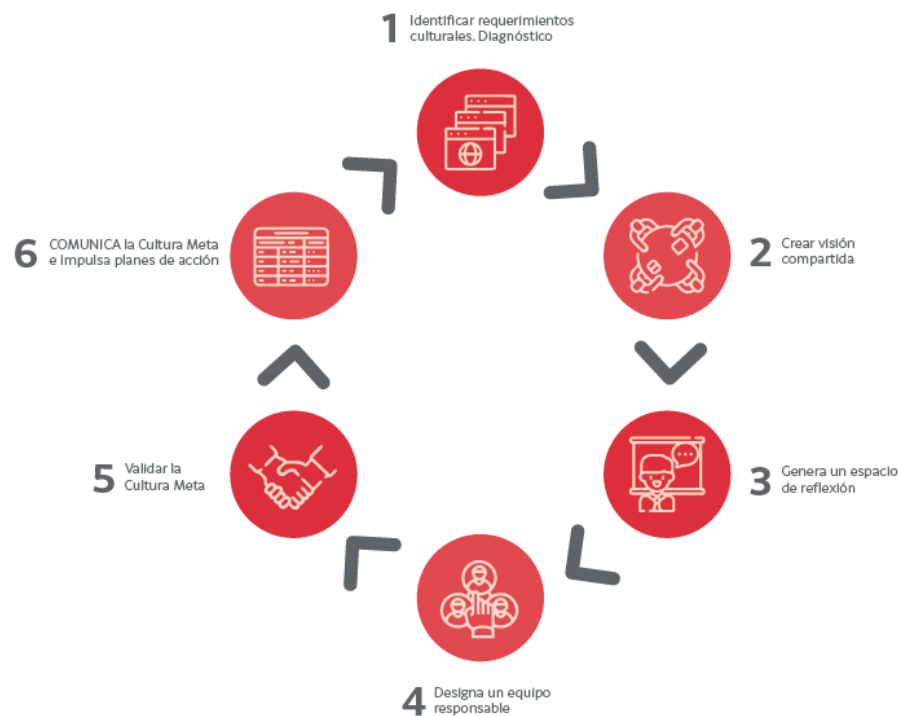 1 Identificar requerimientos
culturales. Diagnóstico
2 Crear visión
compartida
3 Genera un espacio
de reflexión
4 Designa un equipo
responsable
5 Validar la
Cultura Meta
6 COMUNICA la Cultura Meta
e Impulsa planes de acción